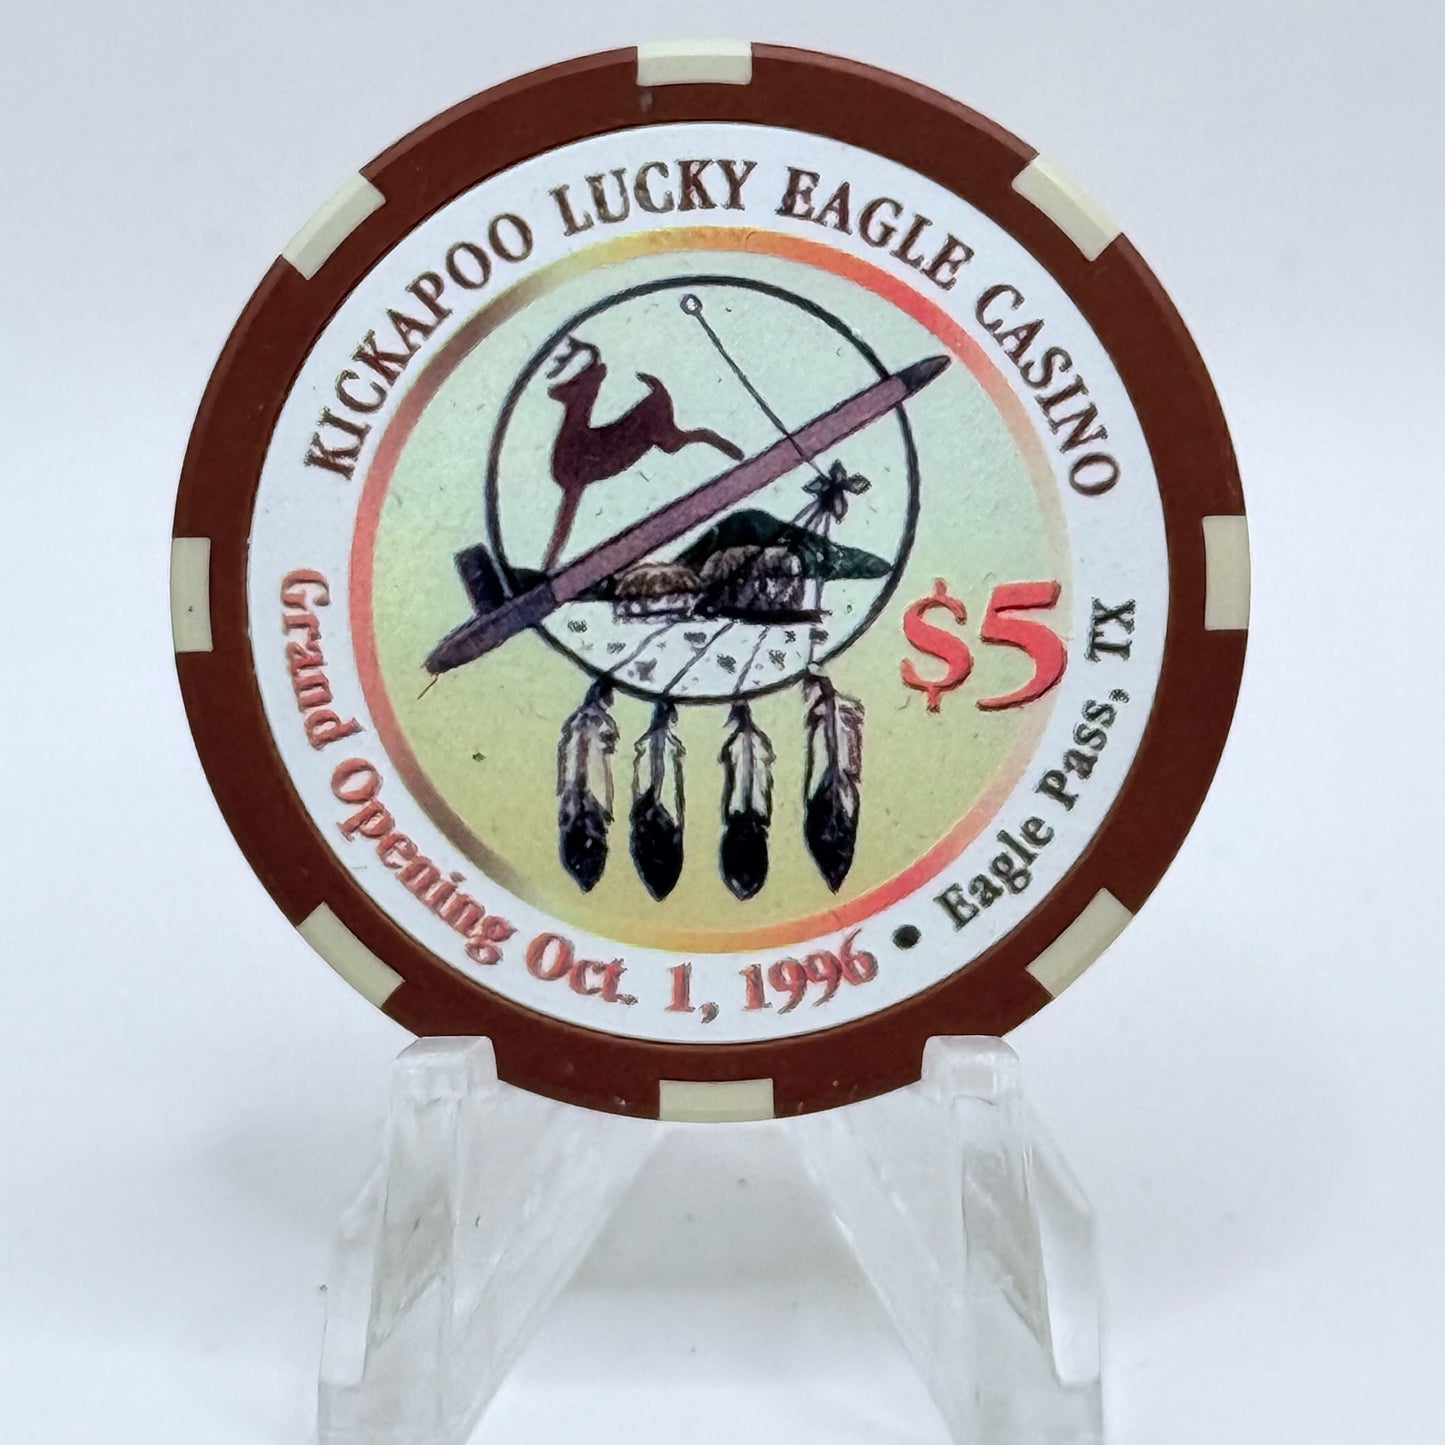 KICKAPOO LUCKY EAGLE CASINO
$5
Grand Opening Oct. 1, 1996 • Eagle Pass, TX